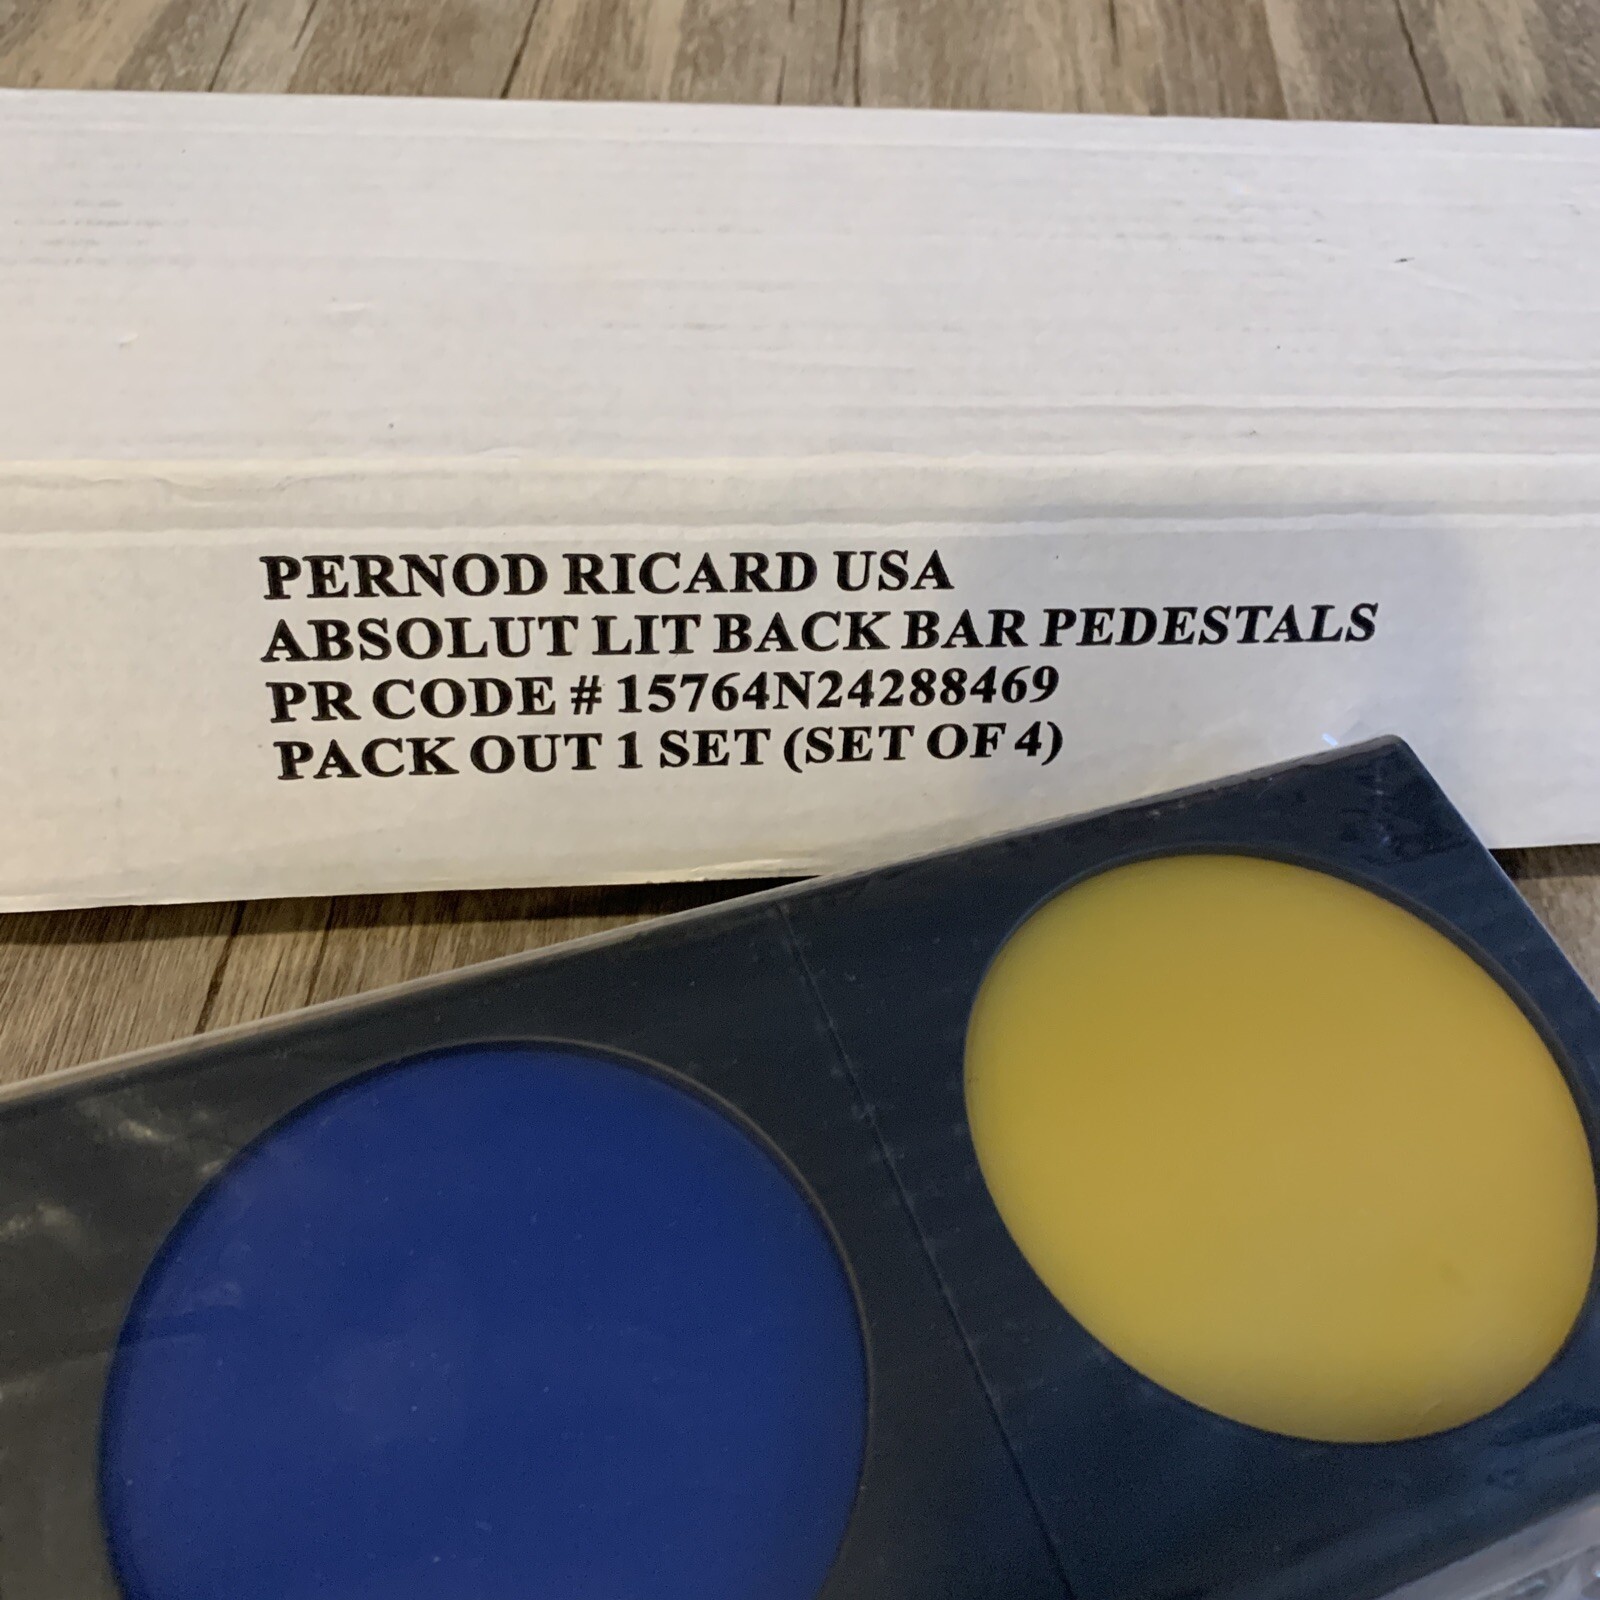 PERNOD RICARD USA
ABSOLUT LIT BACK BAR PEDESTALS
PR CODE # 15764N24288469
PACK OUT 1 SET (SET OF 4)